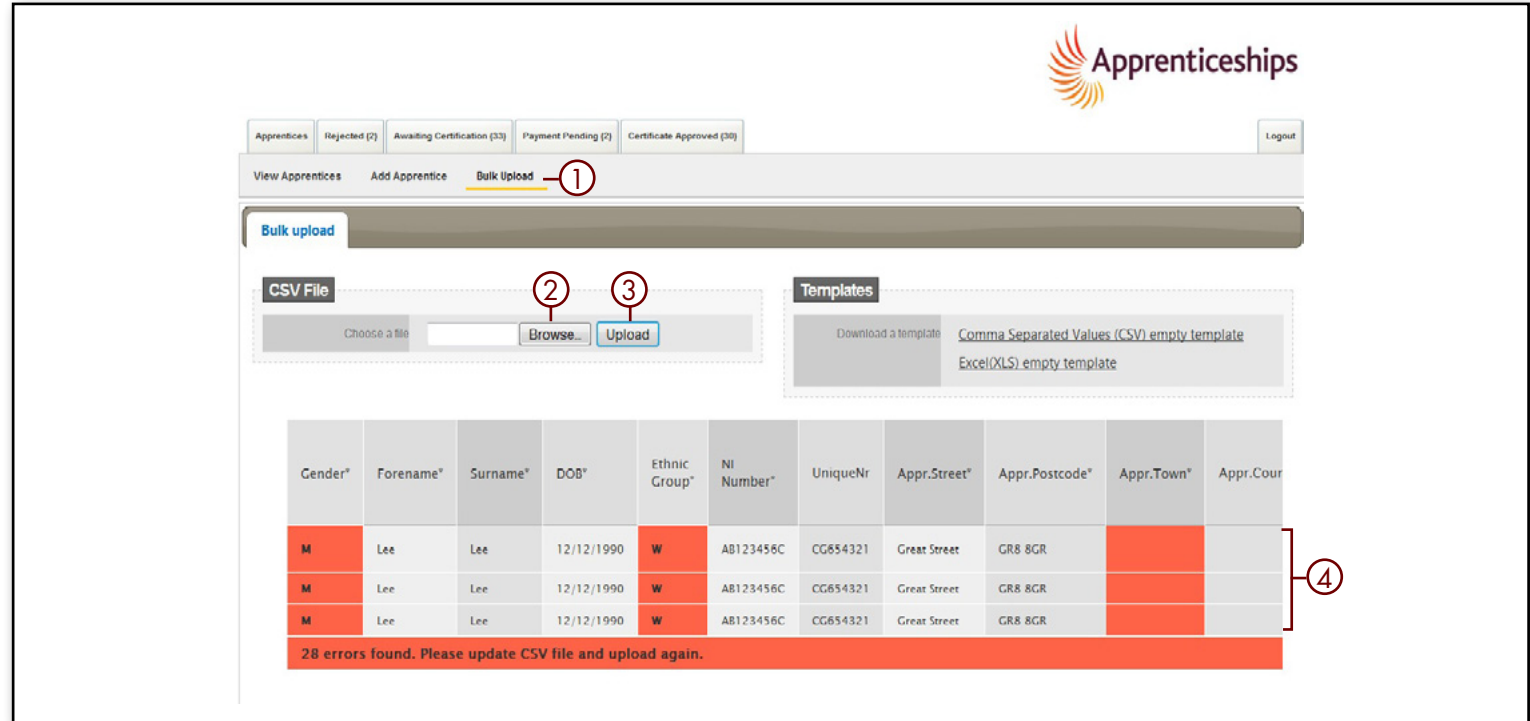 Apprenticeships
Apprentices Rejected (2) Awaiting Certification (33) Payment Pending (2) Certificate Approved (30) Logout
View Apprentices Add Apprentice Bulk Upload 1
Bulk upload
2 3
CSV File Templates
Choose a file Browse... Upload Download a template Comma Separated Values (CSV) empty template
Excel(XLS) empty template
Gender* Forename* Surname* DOB* Ethnic Group* NI Number* UniqueNr Appr.Street* Appr.Postcode* Appr.Town* Appr.Cour
M Lee Lee 12/12/1990 W AB123456C CG654321 Great Street GR8 8GR
4
M Lee Lee 12/12/1990 W AB123456C CG654321 Great Street GR8 8GR
M Lee Lee 12/12/1990 W AB123456C CG654321 Great Street GR8 8GR
28 errors found. Please update CSV file and upload again.